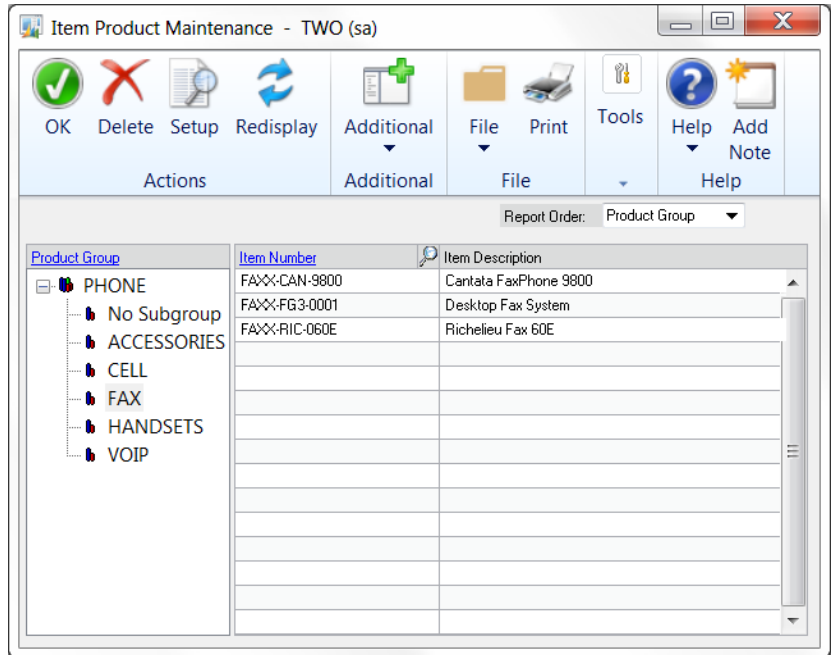 Item Product Maintenance - TWO (sa)
OK Delete Setup Redisplay Additional File Print Tools Help Add Note
Actions Additional File Help
Report Order: Product Group
Product Group Item Number Item Description
PHONE
No Subgroup
ACCESSORIES
CELL
FAX
HANDSETS
VOIP
FAXX-CAN-9800 Cantata FaxPhone 9800
FAXX-FG3-0001 Desktop Fax System
FAXX-RIC-060E Richelieu Fax 60E